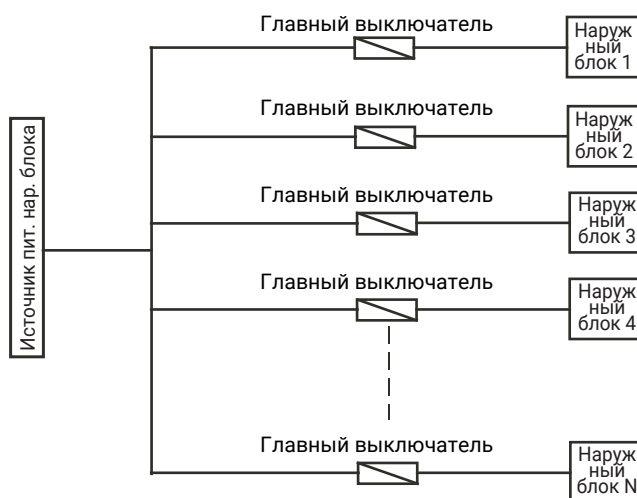 Главный выключатель
Наруж
ный
блок 1
Главный выключатель
Наруж
ный
блок 2
Источник пит. нар. блока
Главный выключатель
Наруж
ный
блок 3
Главный выключатель
Наруж
ный
блок 4
Главный выключатель
Наруж
ный
блок N